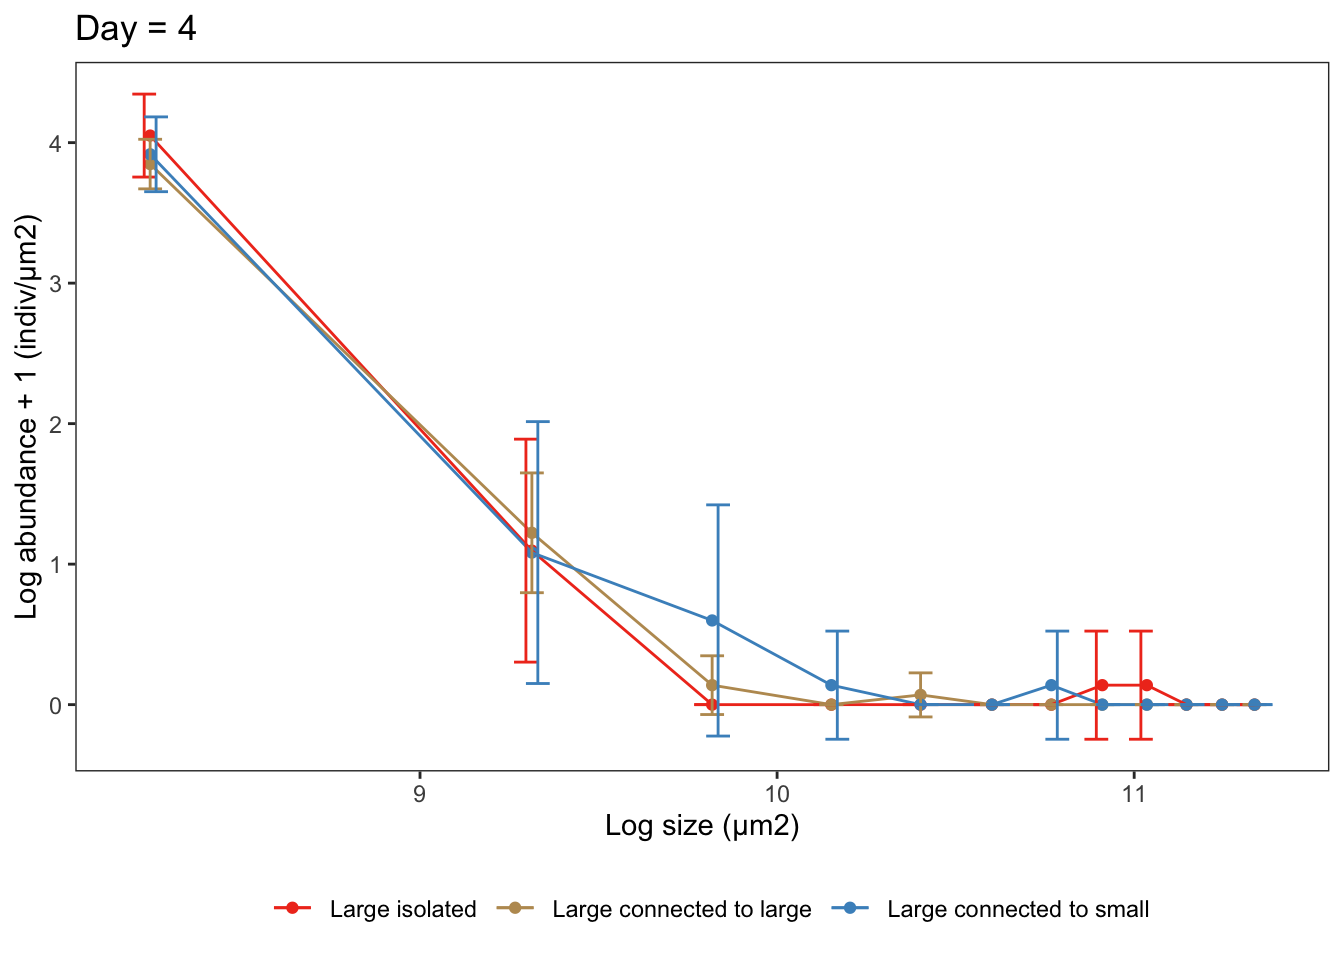 Day = 4
Log abundance + 1 (indiv/µm2)
4
3
2
1
0
9 10 11
Log size (µm2)
Large isolated Large connected to large Large connected to small